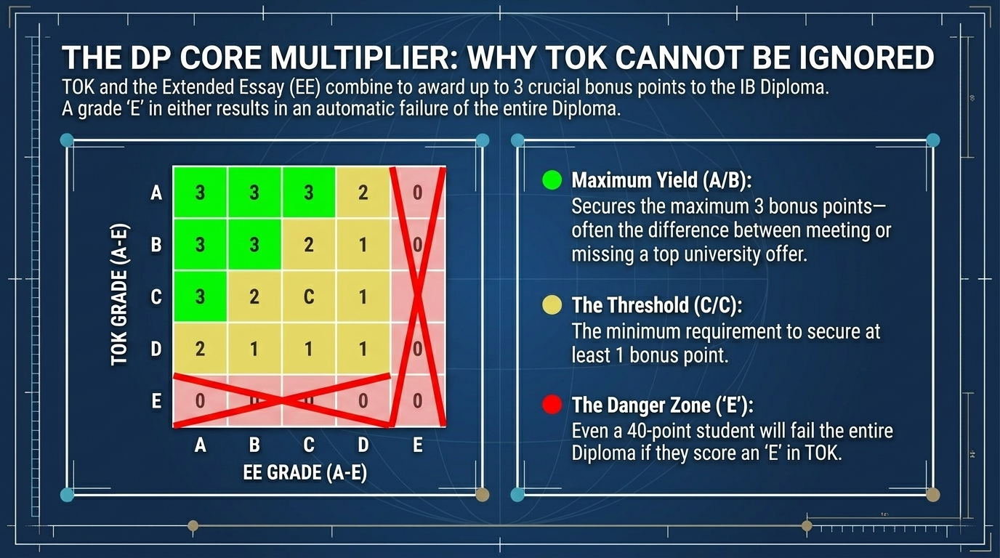 THE DP CORE MULTIPLIER: WHY TOK CANNOT BE IGNORED
TOK and the Extended Essay (EE) combine to award up to 3 crucial bonus points to the IB Diploma.
A grade ‘E’ in either results in an automatic failure of the entire Diploma.
TOK GRADE (A-E)
A 3 3 3 2 0
B 3 3 2 1 0
C 3 2 C 1
D 2 1 1 1 0
E 0 0 0 0 0
A B C D E
EE GRADE (A-E)
Maximum Yield (A/B):
Secures the maximum 3 bonus points—
often the difference between meeting or
missing a top university offer.
The Threshold (C/C):
The minimum requirement to secure at
least 1 bonus point.
The Danger Zone (‘E’):
Even a 40-point student will fail the entire
Diploma if they score an ‘E’ in TOK.